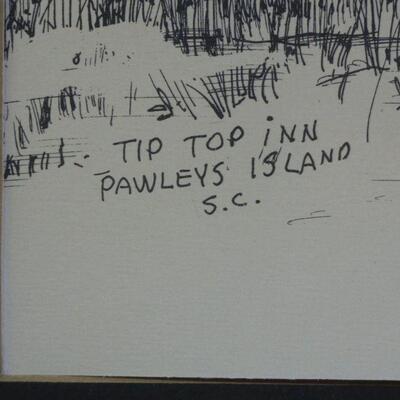 TIP TOP iNN
PAWLEYS ISLAND
S.C.